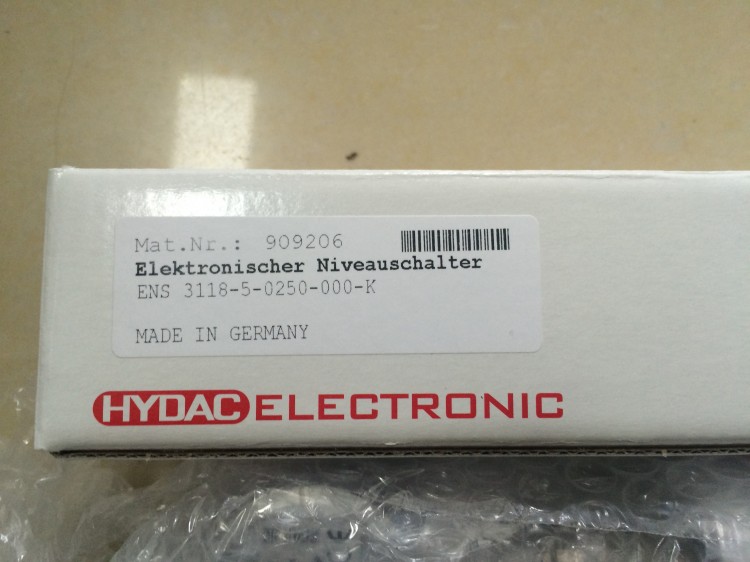 Mat.Nr.: 909206
Elektronischer Niveauschalter
ENS 3118-5-0250-000-K
MADE IN GERMANY
HYDAC ELECTRONIC